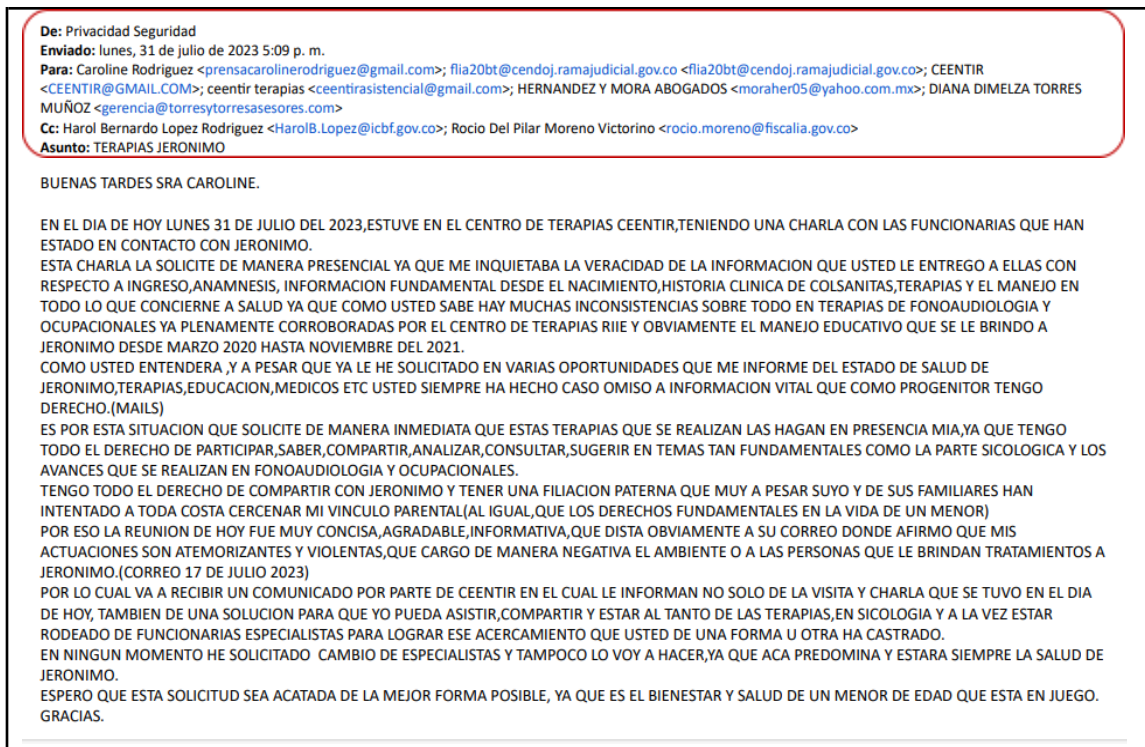 De: Privacidad Seguridad
Enviado: lunes, 31 de julio de 2023 5:09 p. m.
Para: Caroline Rodriguez <prensacarolinerodriguez@gmail.com>; flia20bt@cendoj.ramajudicial.gov.co <flia20bt@cendoj.ramajudicial.gov.co>; CEENTIR
<CEENTIR@GMAIL.COM>; ceentir terapias <ceentirasistencial@gmail.com>; HERNANDEZ Y MORA ABOGADOS <moraher05@yahoo.com.mx>; DIANA DIMELZA TORRES
MUÑOZ <gerencia@torresytorresasesores.com>
Cc: Harol Bernardo Lopez Rodriguez <HarolB.Lopez@icbf.gov.co>; Rocio Del Pilar Moreno Victorino <rocio.moreno@fiscalia.gov.co>
Asunto: TERAPIAS JERONIMO
BUENAS TARDES SRA CAROLINE.
EN EL DIA DE HOY LUNES 31 DE JULIO DEL 2023,ESTUVE EN EL CENTRO DE TERAPIAS CEENTIR,TENIENDO UNA CHARLA CON LAS FUNCIONARIAS QUE HAN
ESTADO EN CONTACTO CON JERONIMO.
ESTA CHARLA LA SOLICITE DE MANERA PRESENCIAL YA QUE ME INQUIETABA LA VERACIDAD DE LA INFORMACION QUE USTED LE ENTREGO A ELLAS CON
RESPECTO A INGRESO,ANAMNESIS, INFORMACION FUNDAMENTAL DESDE EL NACIMIENTO,HISTORIA CLINICA DE COLSANITAS,TERAPIAS Y EL MANEJO EN
TODO LO QUE CONCIERNE A SALUD YA QUE COMO USTED SABE HAY MUCHAS INCONSISTENCIAS SOBRE TODO EN TERAPIAS DE FONOAUDIOLOGIA Y
OCUPACIONALES YA PLENAMENTE CORROBORADAS POR EL CENTRO DE TERAPIAS RIIE Y OBVIAMENTE EL MANEJO EDUCATIVO QUE SE LE BRINDO A
JERONIMO DESDE MARZO 2020 HASTA NOVIEMBRE DEL 2021.
COMO USTED ENTENDERA ,Y A PESAR QUE YA LE HE SOLICITADO EN VARIAS OPORTUNIDADES QUE ME INFORME DEL ESTADO DE SALUD DE
JERONIMO,TERAPIAS,EDUCACION,MEDICOS ETC USTED SIEMPRE HA HECHO CASO OMISO A INFORMACION VITAL QUE COMO PROGENITOR TENGO
DERECHO.(MAILS)
ES POR ESTA SITUACION QUE SOLICITE DE MANERA INMEDIATA QUE ESTAS TERAPIAS QUE SE REALIZAN LAS HAGAN EN PRESENCIA MIA,YA QUE TENGO
TODO EL DERECHO DE PARTICIPAR,SABER,COMPARTIR,ANALIZAR,CONSULTAR,SUGERIR EN TEMAS TAN FUNDAMENTALES COMO LA PARTE SICOLOGICA Y LOS
AVANCES QUE SE REALIZAN EN FONOAUDIOLOGIA Y OCUPACIONALES.
TENGO TODO EL DERECHO DE COMPARTIR CON JERONIMO Y TENER UNA FILIACION PATERNA QUE MUY A PESAR SUYO Y DE SUS FAMILIARES HAN
INTENTADO A TODA COSTA CERCENAR MI VINCULO PARENTAL(AL IGUAL,QUE LOS DERECHOS FUNDAMENTALES EN LA VIDA DE UN MENOR)
POR ESO LA REUNION DE HOY FUE MUY CONCISA,AGRADABLE,INFORMATIVA,QUE DISTA OBVIAMENTE A SU CORREO DONDE AFIRMO QUE MIS
ACTUACIONES SON ATEMORIZANTES Y VIOLENTAS,QUE CARGO DE MANERA NEGATIVA EL AMBIENTE O A LAS PERSONAS QUE LE BRINDAN TRATAMIENTOS A
JERONIMO.(CORREO 17 DE JULIO 2023)
POR LO CUAL VA A RECIBIR UN COMUNICADO POR PARTE DE CEENTIR EN EL CUAL LE INFORMAN NO SOLO DE LA VISITA Y CHARLA QUE SE TUVO EN EL DIA
DE HOY, TAMBIEN DE UNA SOLUCION PARA QUE YO PUEDA ASISTIR,COMPARTIR Y ESTAR AL TANTO DE LAS TERAPIAS,EN SICOLOGIA Y A LA VEZ ESTAR
RODEADO DE FUNCIONARIAS ESPECIALISTAS PARA LOGRAR ESE ACERCAMIENTO QUE USTED DE UNA FORMA U OTRA HA CASTRADO.
EN NINGUN MOMENTO HE SOLICITADO  CAMBIO DE ESPECIALISTAS Y TAMPOCO LO VOY A HACER,YA QUE ACA PREDOMINA Y ESTARA SIEMPRE LA SALUD DE
JERONIMO.
ESPERO QUE ESTA SOLICITUD SEA ACATADA DE LA MEJOR FORMA POSIBLE, YA QUE ES EL BIENESTAR Y SALUD DE UN MENOR DE EDAD QUE ESTA EN JUEGO.
GRACIAS.